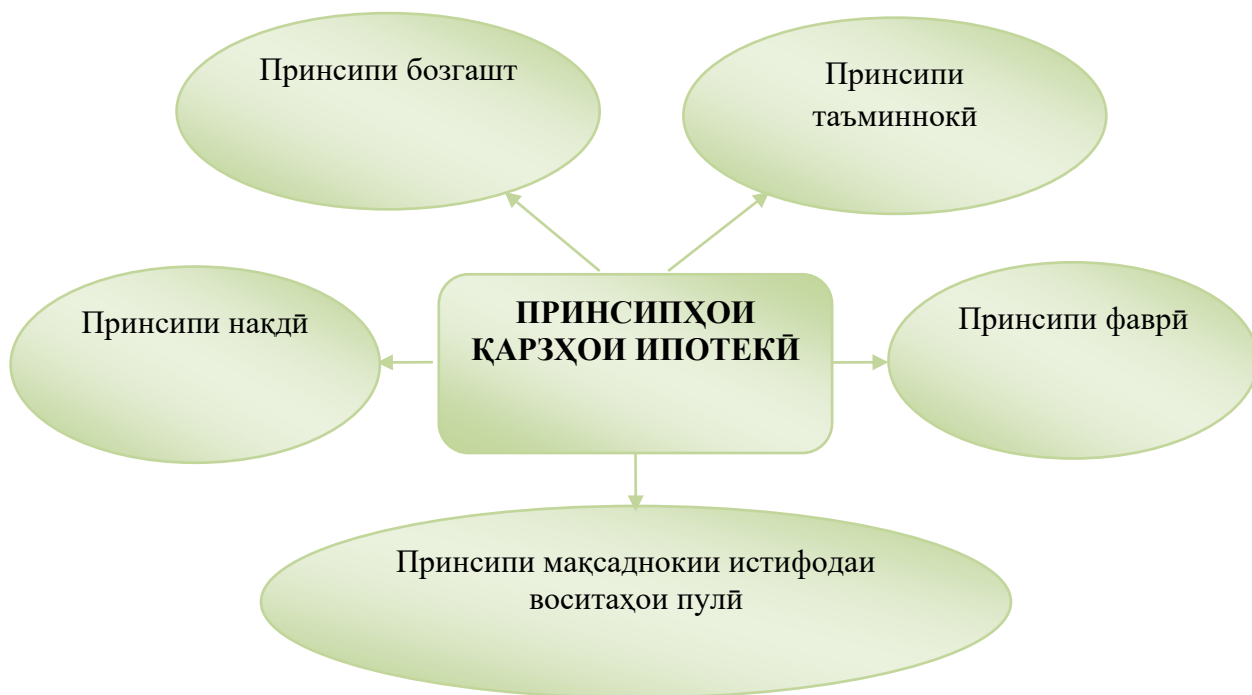 Принсипи бозгашт
Принсипи
таъминнокӣ
ПРИНСИПҲОИ
ҚАРЗҲОИ ИПОТЕКӢ
Принсипи нақдӣ
Принсипи фаврӣ
Принсипи мақсаднокии истифодаи
воситаҳои пулӣ